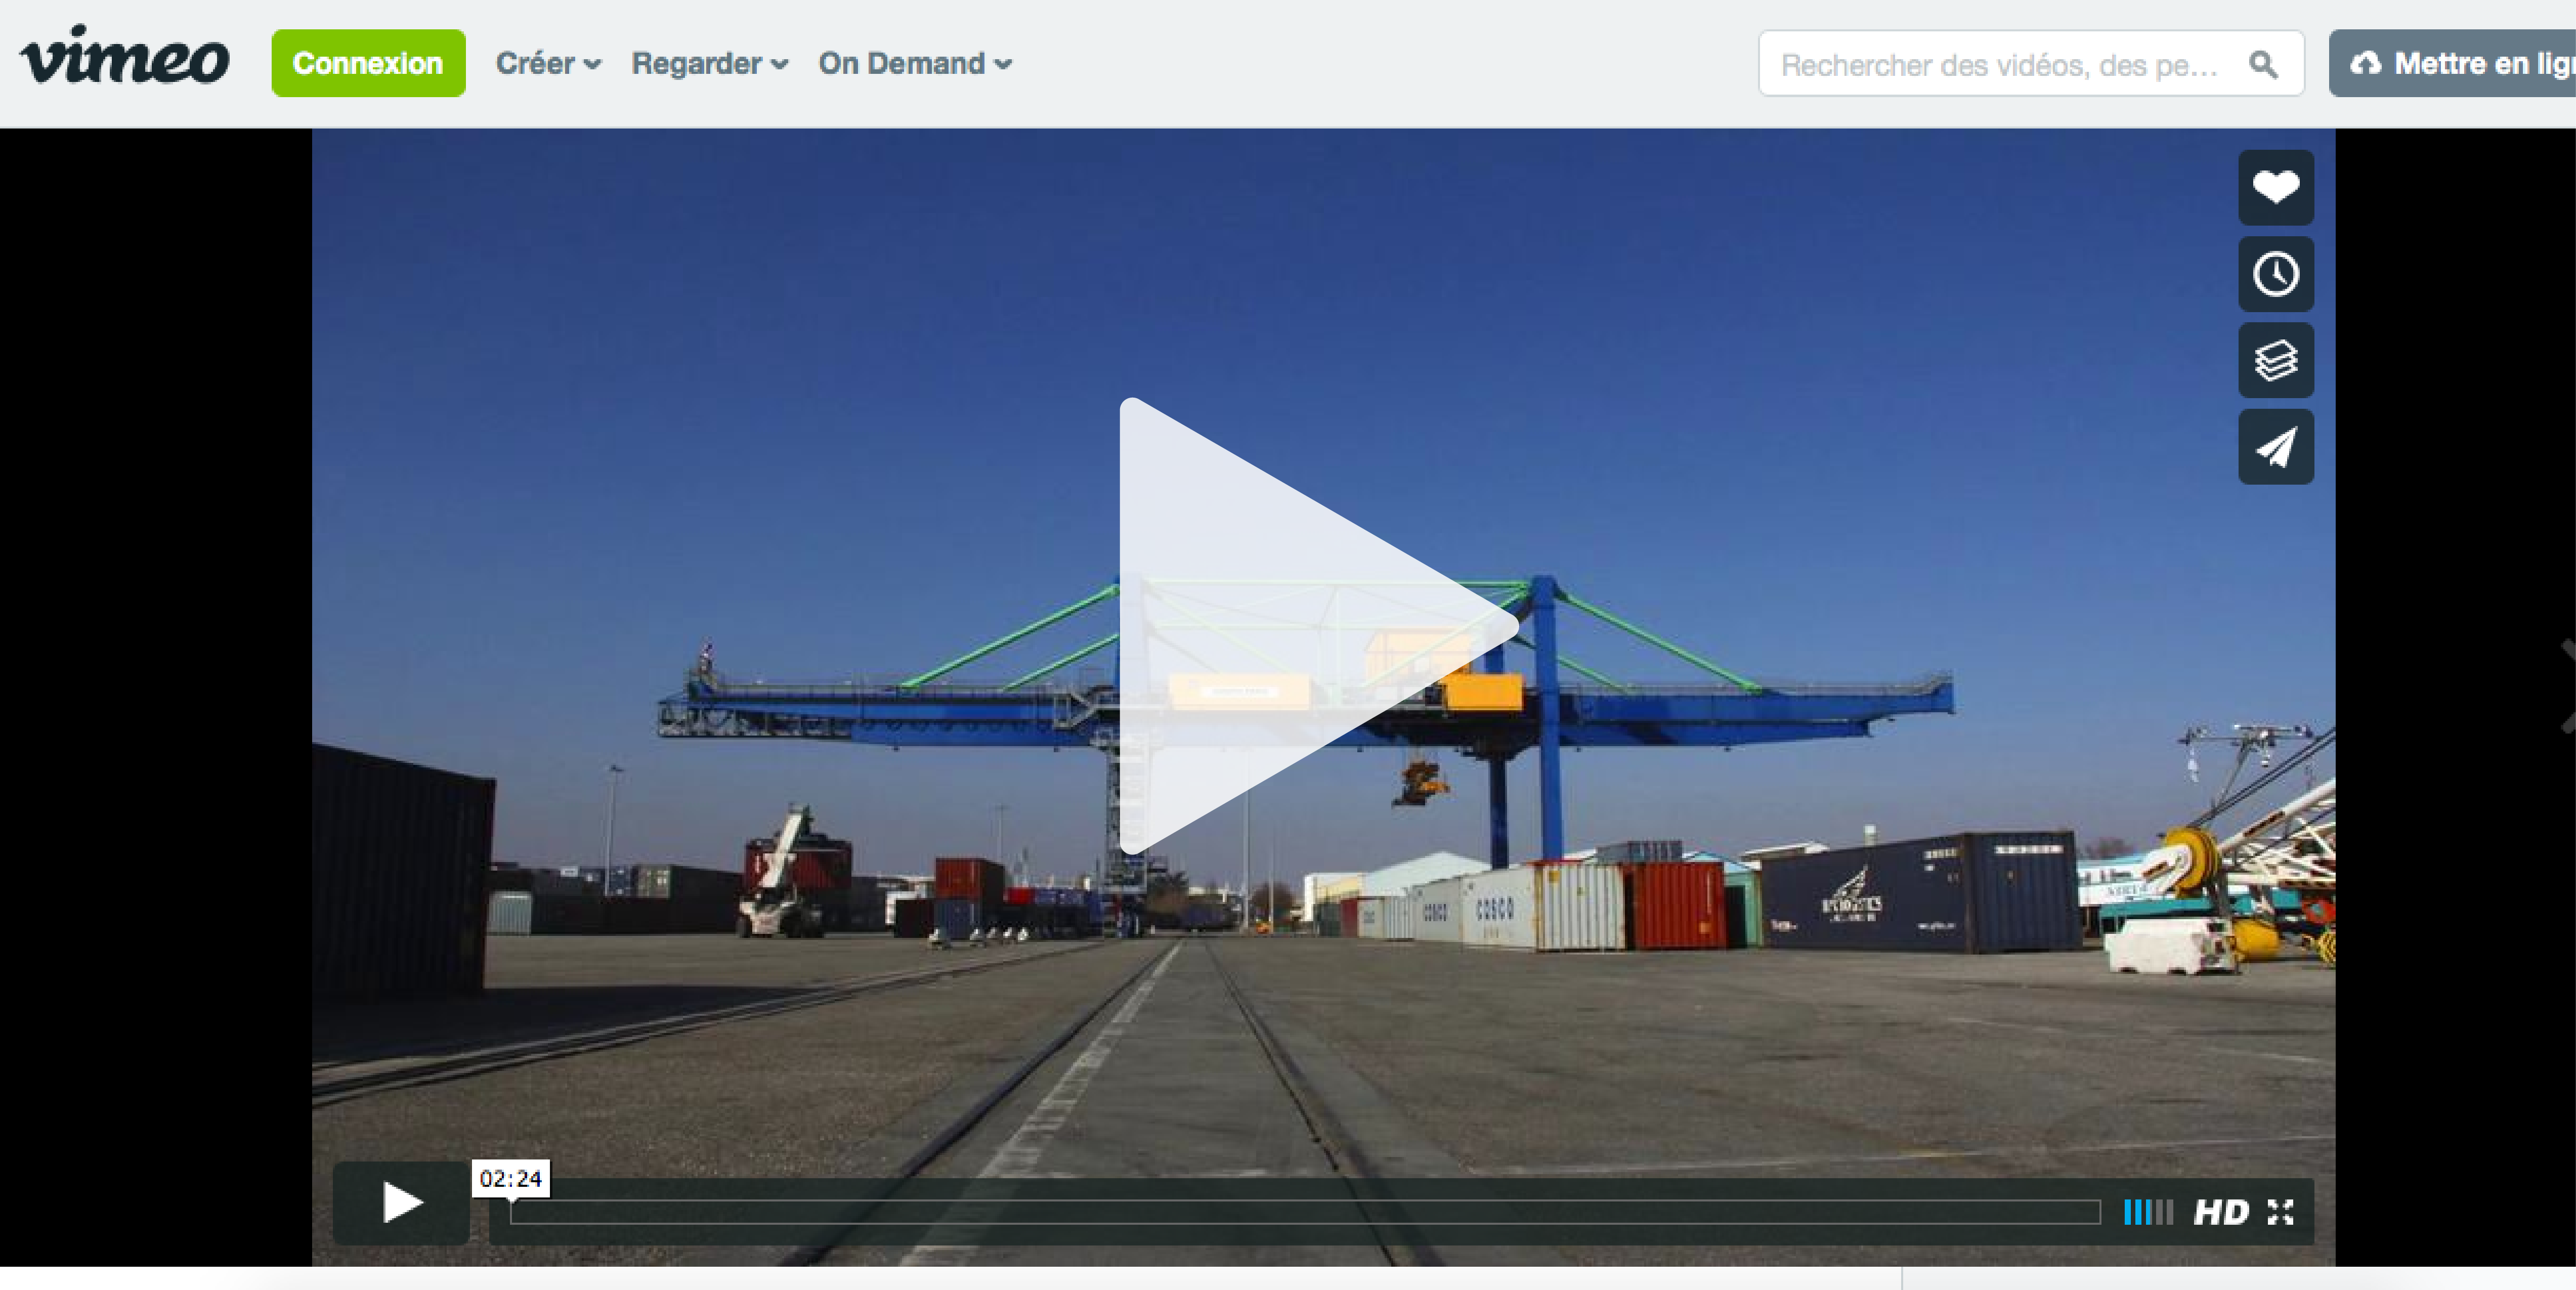 vimeo
Connexion
Créer
Regarder
On Demand
Rechercher des vidéos, des pe...
Mettre en lig
COSCO
COSCO
02:24
HD